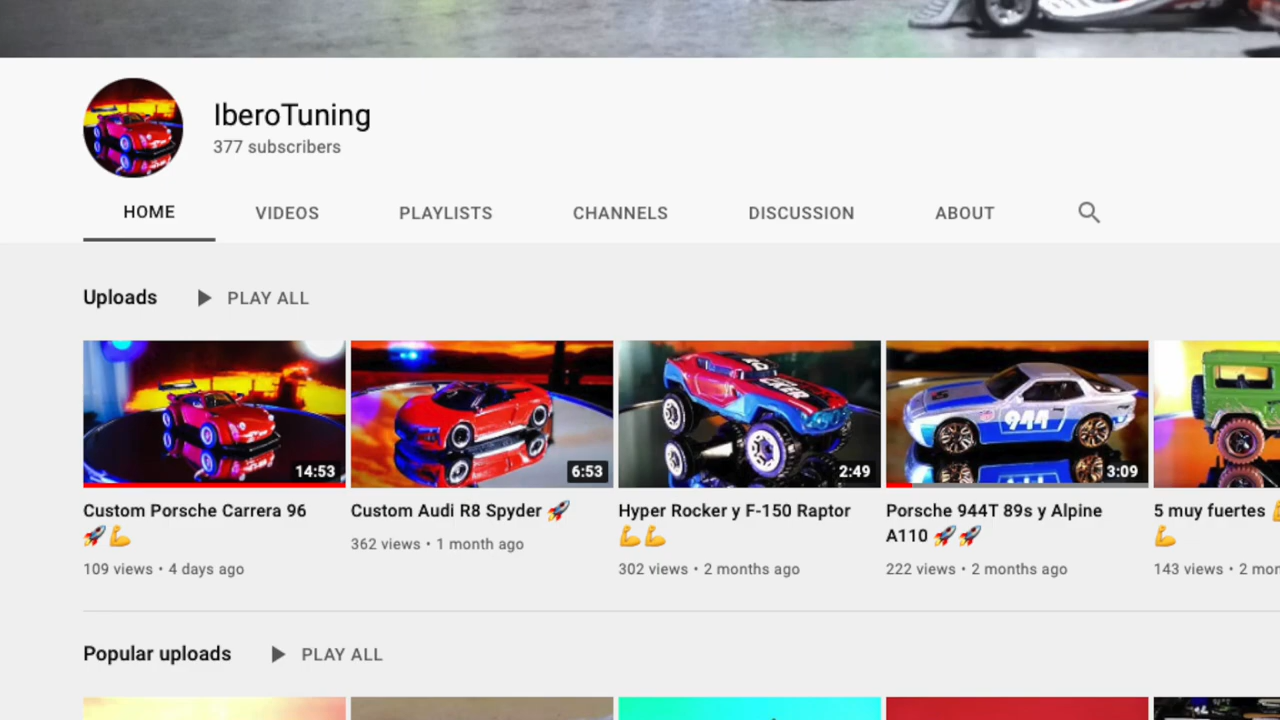 IberoTuning
377 subscribers
HOME VIDEOS PLAYLISTS CHANNELS DISCUSSION ABOUT
Uploads PLAY ALL
14:53
6:53
2:49
944
3:09
Custom Porsche Carrera 96
🚀💪
109 views • 4 days ago
Custom Audi R8 Spyder 🚀
362 views • 1 month ago
Hyper Rocker y F-150 Raptor
💪💪
302 views • 2 months ago
Porsche 944T 89s y Alpine
A110 🚀🚀
222 views • 2 months ago
5 muy fuertes 💪
💪
143 views • 2 mon
Popular uploads PLAY ALL